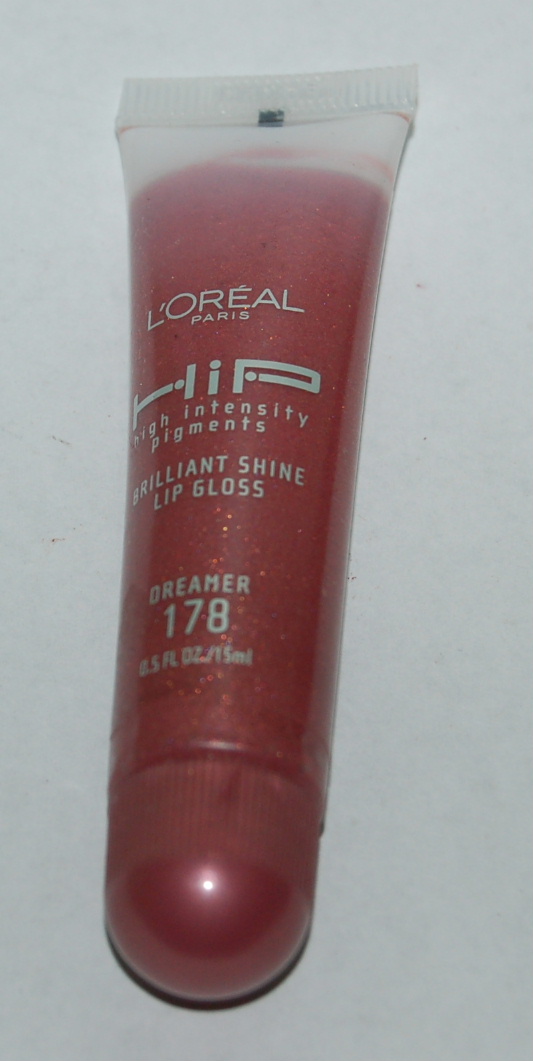 L'ORÉAL
PARIS
HiP
high intensity
pigments
BRILLIANT SHINE
LIP GLOSS
DREAMER
178
0.5 FL OZ/15ml